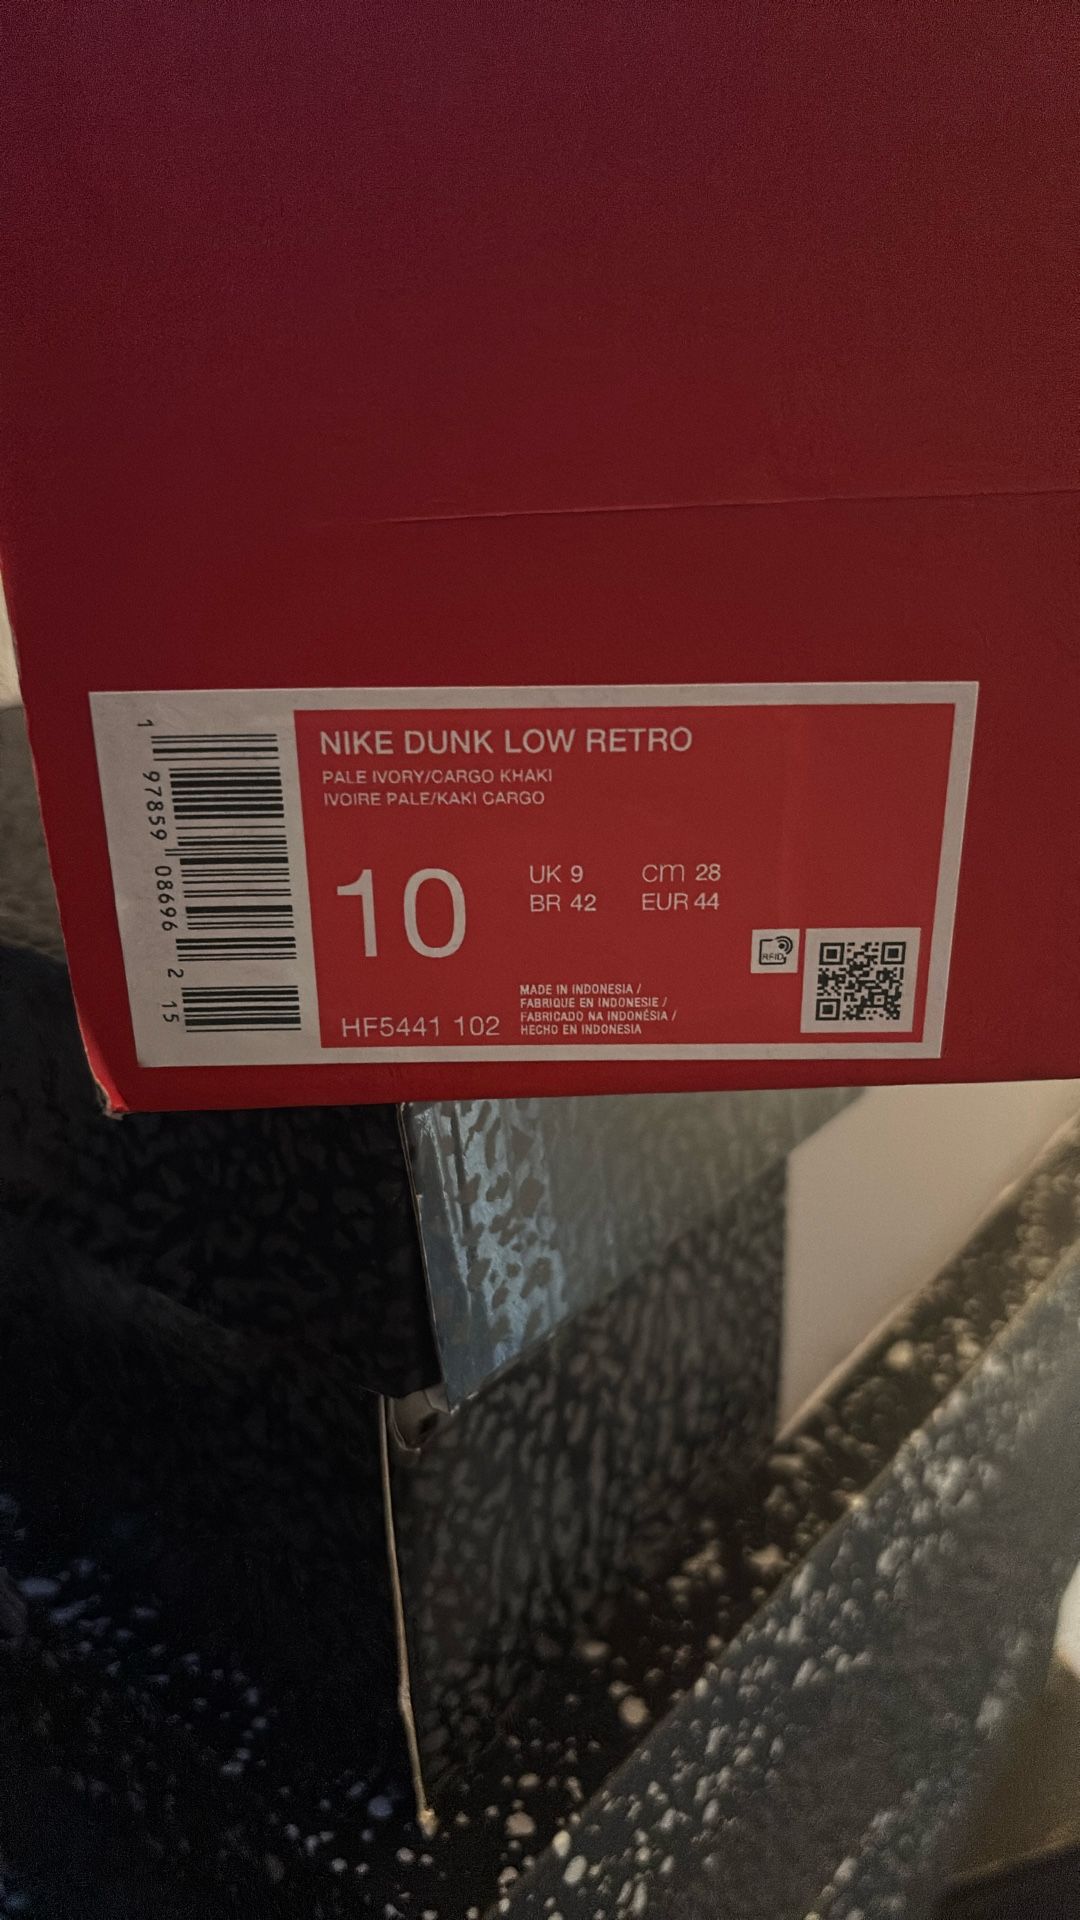 NIKE DUNK LOW RETRO
PALE IVORY/CARGO KHAKI
IVOIRE PALE/KAKI CARGO
10
UK 9 cm 28
BR 42 EUR 44
RFID
MADE IN INDONESIA /
FABRIQUE EN INDONESIE /
FABRICADO NA INDONÉSIA /
HECHO EN INDONESIA
HF5441 102
1 97859 08696 2 15